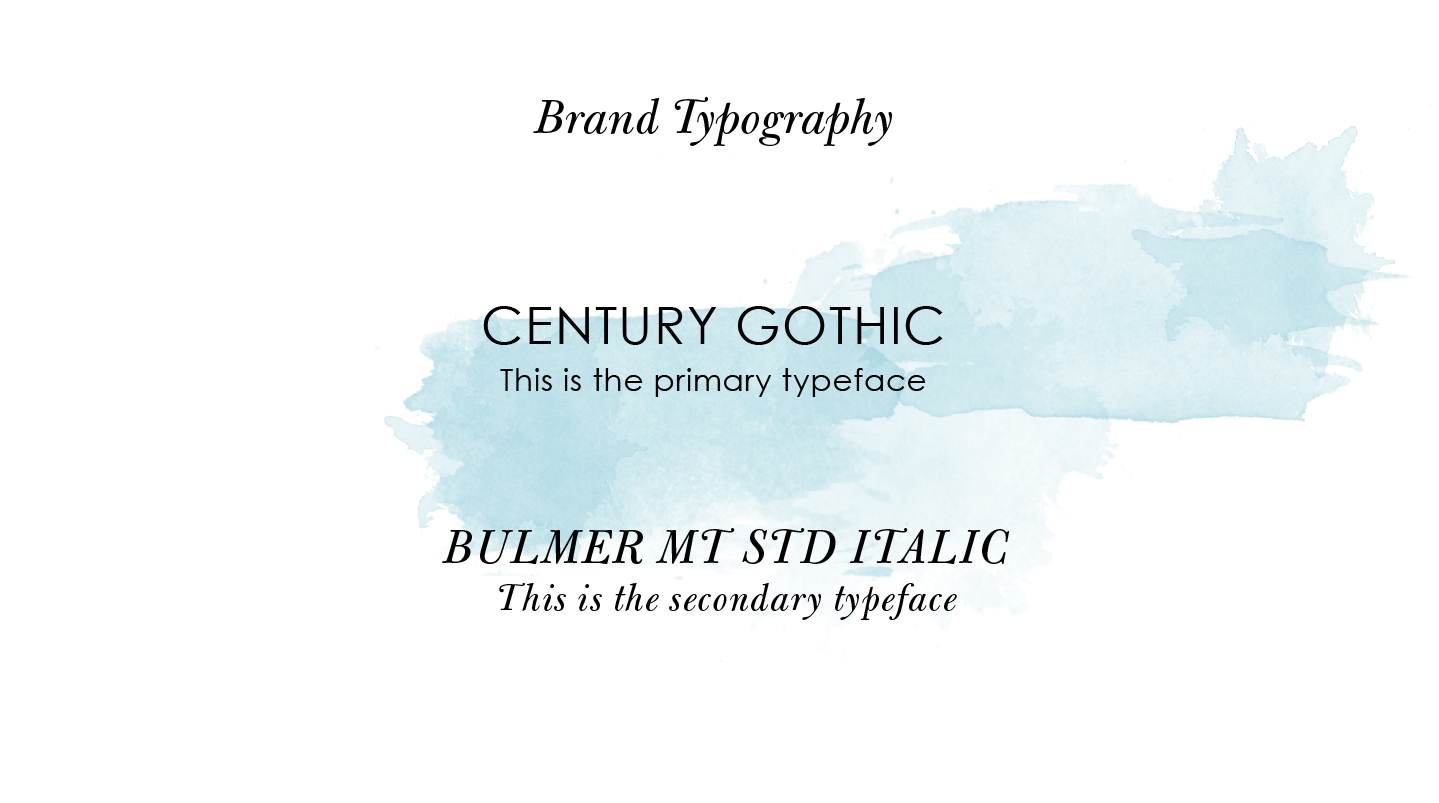 Brand Typography
CENTURY GOTHIC
This is the primary typeface
BULMER MT STD ITALIC
This is the secondary typeface